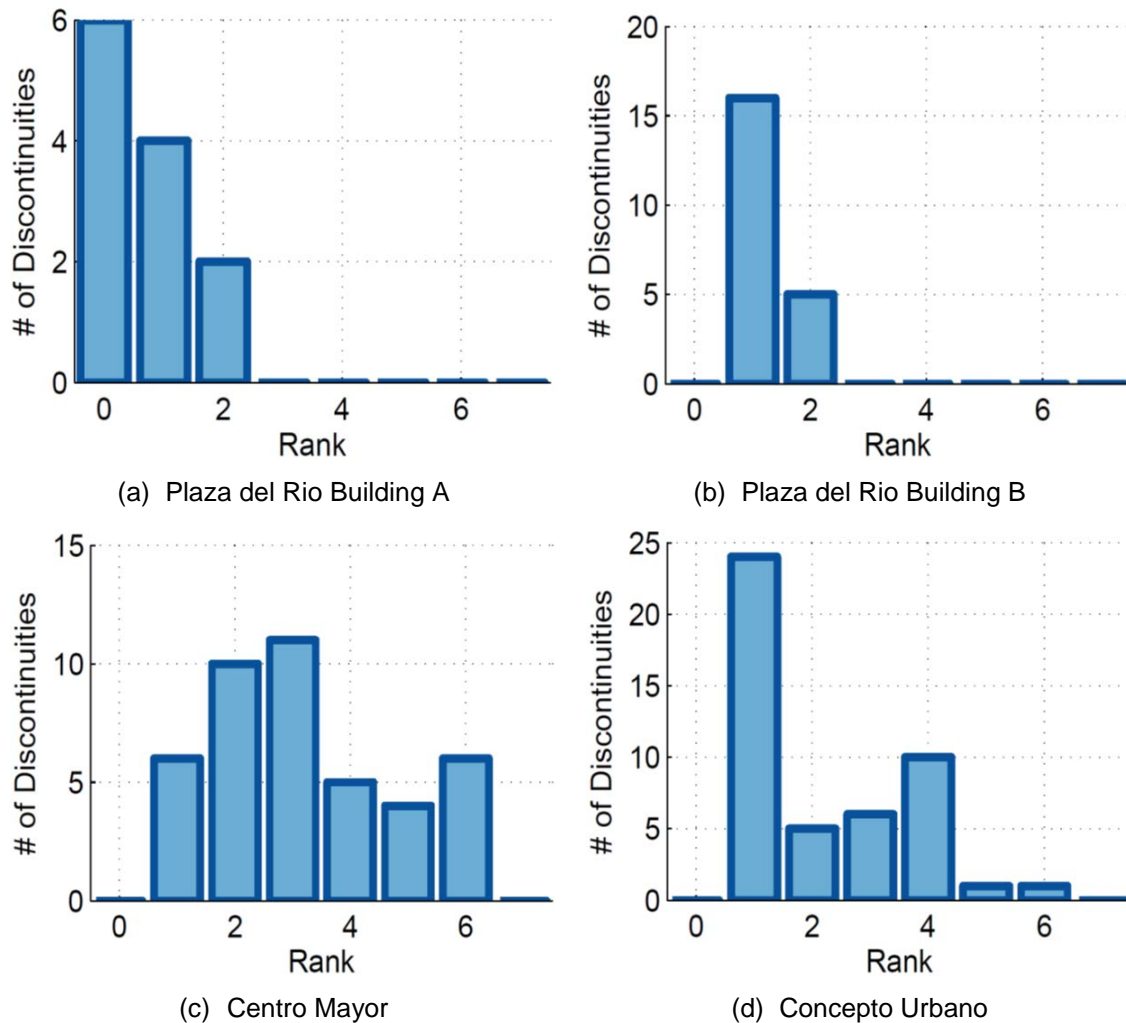 6
4
2
0
# of Discontinuities
0 2 4 6
Rank
(a) Plaza del Rio Building A
20
15
10
5
0
# of Discontinuities
0 2 4 6
Rank
(b) Plaza del Rio Building B
15
10
5
0
# of Discontinuities
0 2 4 6
Rank
(c) Centro Mayor
25
20
15
10
5
0
# of Discontinuities
0 2 4 6
Rank
(d) Concepto Urbano